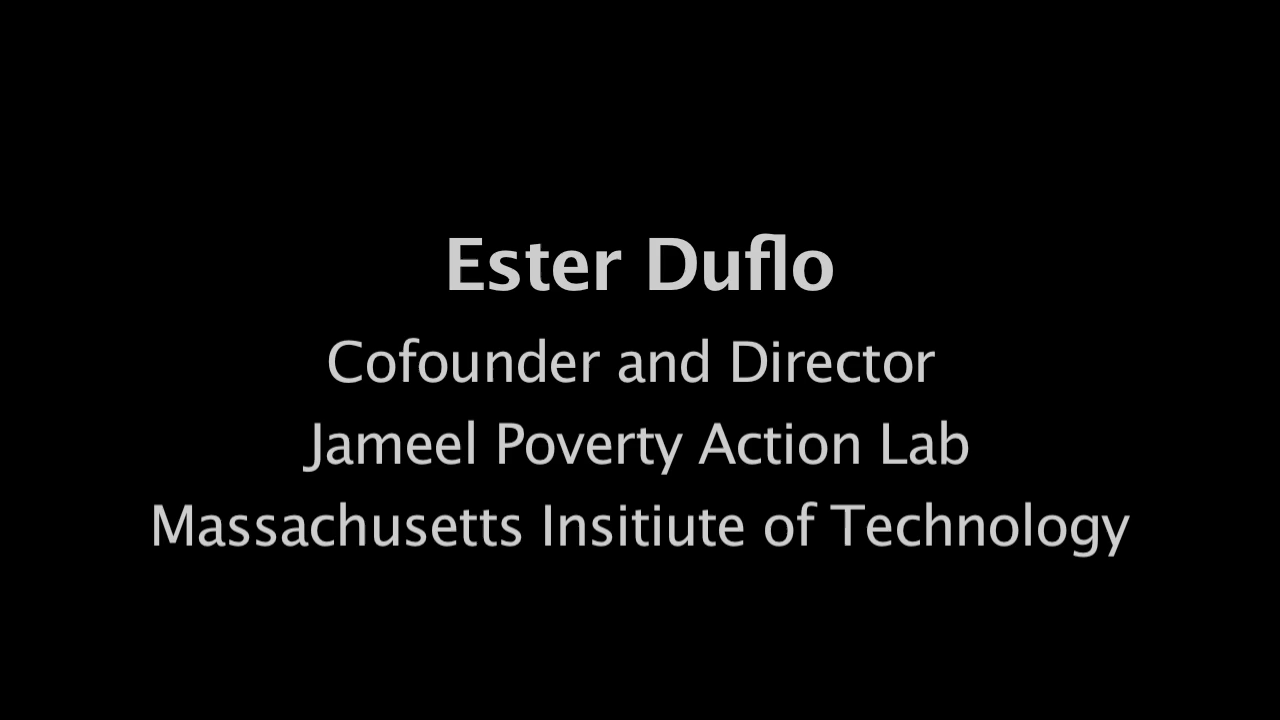 Ester Duflo
Cofounder and Director
Jameel Poverty Action Lab
Massachusetts Insitiute of Technology